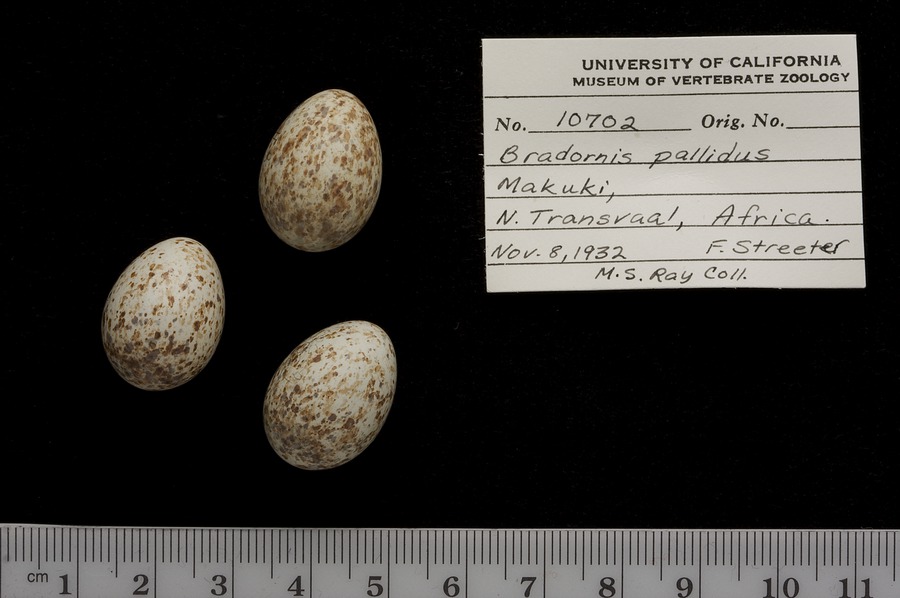 UNIVERSITY OF CALIFORNIA
MUSEUM OF VERTEBRATE ZOOLOGY
No. 10702 Orig. No.
Bradornis pallidus
Makuki,
N. Transvaal, Africa.
Nov. 8, 1932 F. Streeter
M.S. Ray Coll.
cm 1 2 3 4 5 6 7 8 9 10 11